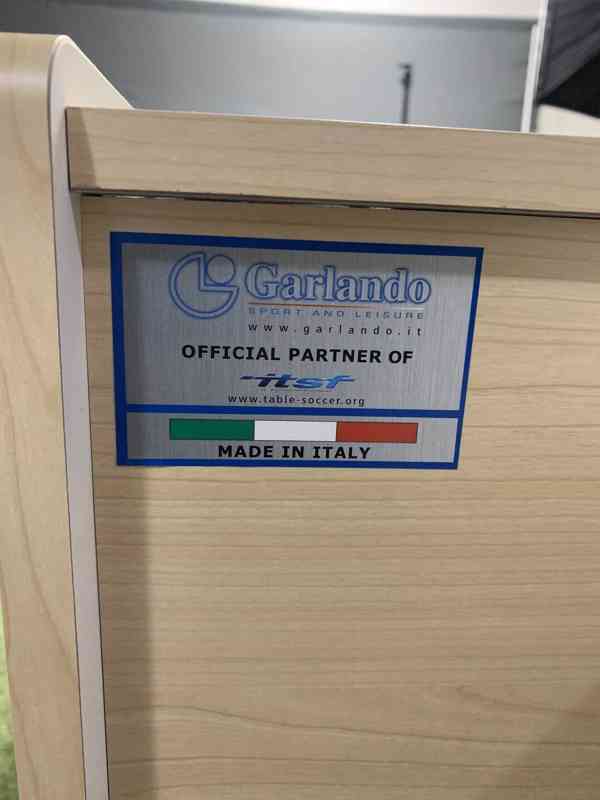 Garlando
SPORT AND LEISURE
www.garlando.it
OFFICIAL PARTNER OF
itsf
www.table-soccer.org
MADE IN ITALY